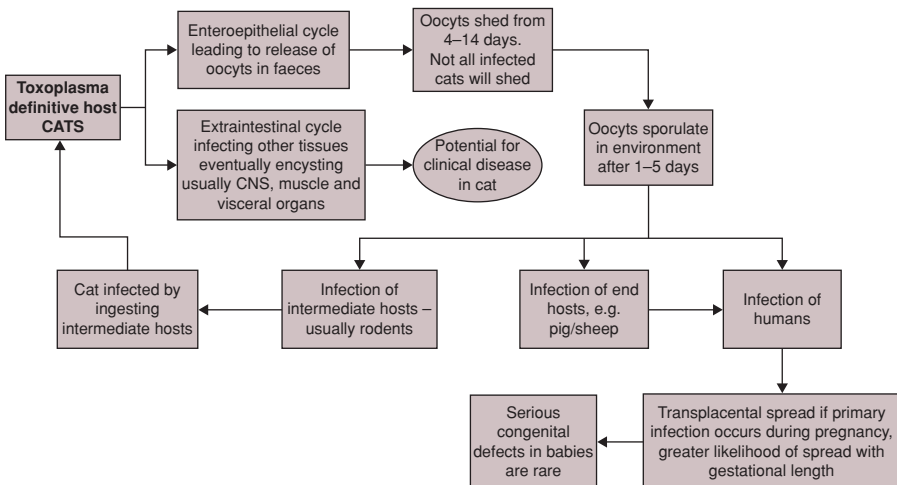 Enteroepithelial cycle
leading to release of
oocyts in faeces
Oocyts shed from
4–14 days.
Not all infected
cats will shed
Toxoplasma
definitive host
CATS
Extraintestinal cycle
infecting other tissues
eventually encysting
usually CNS, muscle and
visceral organs
Potential for
clinical disease
in cat
Oocyts sporulate
in environment
after 1–5 days
Cat infected by
ingesting
intermediate hosts
Infection of
intermediate hosts –
usually rodents
Infection of end
hosts, e.g.
pig/sheep
Infection of
humans
Serious
congenital
defects in babies
are rare
Transplacental spread if primary
infection occurs during pregnancy,
greater likelihood of spread with
gestational length